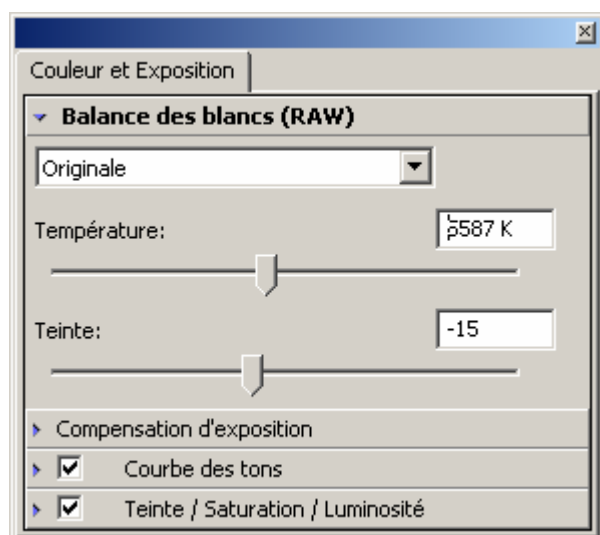 Couleur et Exposition
Balance des blancs (RAW)
Originale
Température: 5587 K
Teinte: -15
Compensation d'exposition
Courbe des tons
Teinte / Saturation / Luminosité